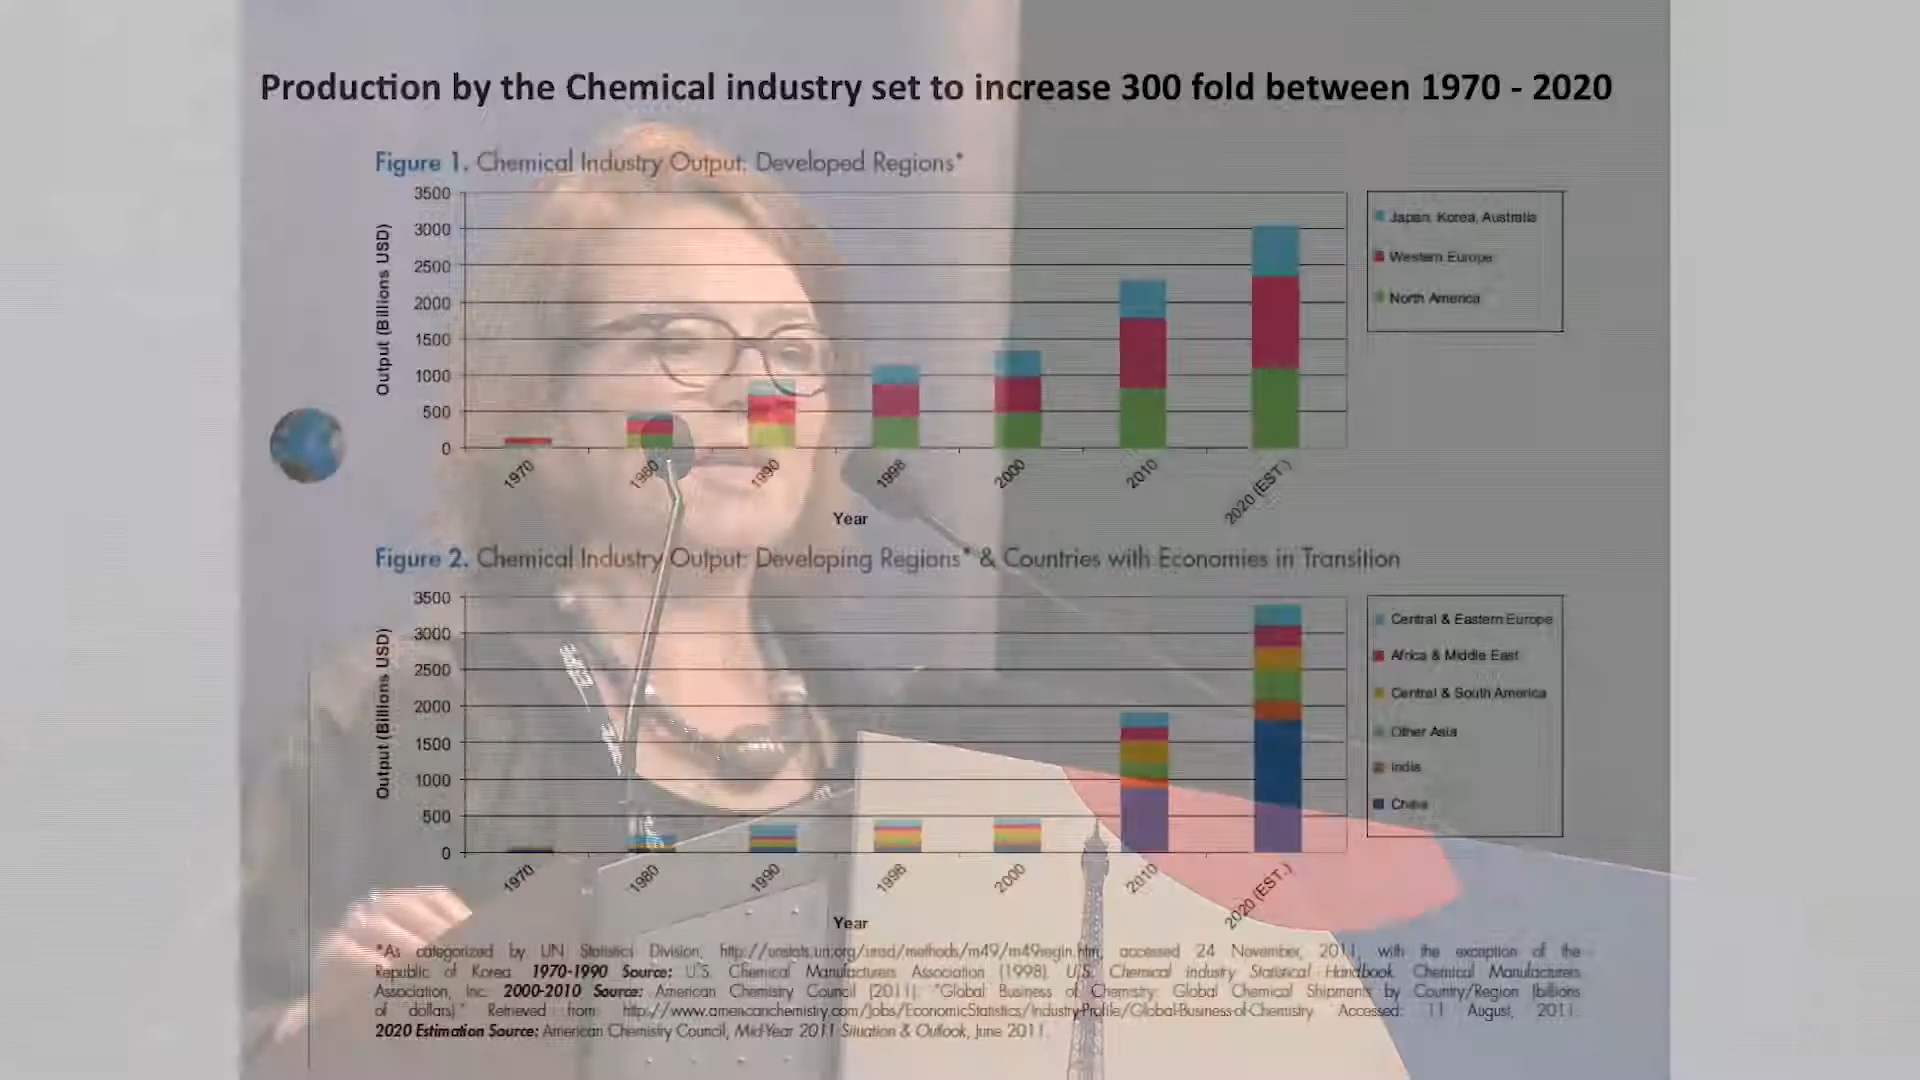 Production by the Chemical industry set to increase 300 fold between 1970 - 2020
Figure 1. Chemical Industry Output: Developed Regions*
3500
3000
2500
2000
1500
1000
500
0
Output (Billions USD)
1970
1980
1990
1998
2000
2010
2020 (EST.)
Year
Japan, Korea, Australia
Western Europe
North America
Figure 2. Chemical Industry Output: Developing Regions* & Countries with Economies in Transition
3500
3000
2500
2000
1500
1000
500
0
Output (Billions USD)
1970
1980
1990
1998
2000
2010
2020 (EST.)
Year
Central & Eastern Europe
Africa & Middle East
Central & South America
Other Asia
India
China
*As categorized by UN Statistics Division, http://unstats.un.org/unsd/methods/m49/m49regin.htm, accessed 24 November, 2011, with the exception of the
Republic of Korea. 1970-1990 Source: U.S. Chemical Manufacturers Association (1998). U.S. Chemical Industry Statistical Handbook. Chemical Manufacturers
Association, Inc. 2000-2010 Source: American Chemistry Council (2011). "Global Business of Chemistry: Global Chemical Shipments by Country/Region (billions
of dollars)." Retrieved from: http://www.americanchemistry.com/Jobs/EconomicStatistics/Industry-Profile/Global-Business-of-Chemistry. Accessed: 11 August, 2011.
2020 Estimation Source: American Chemistry Council, Mid-Year 2011 Situation & Outlook, June 2011.